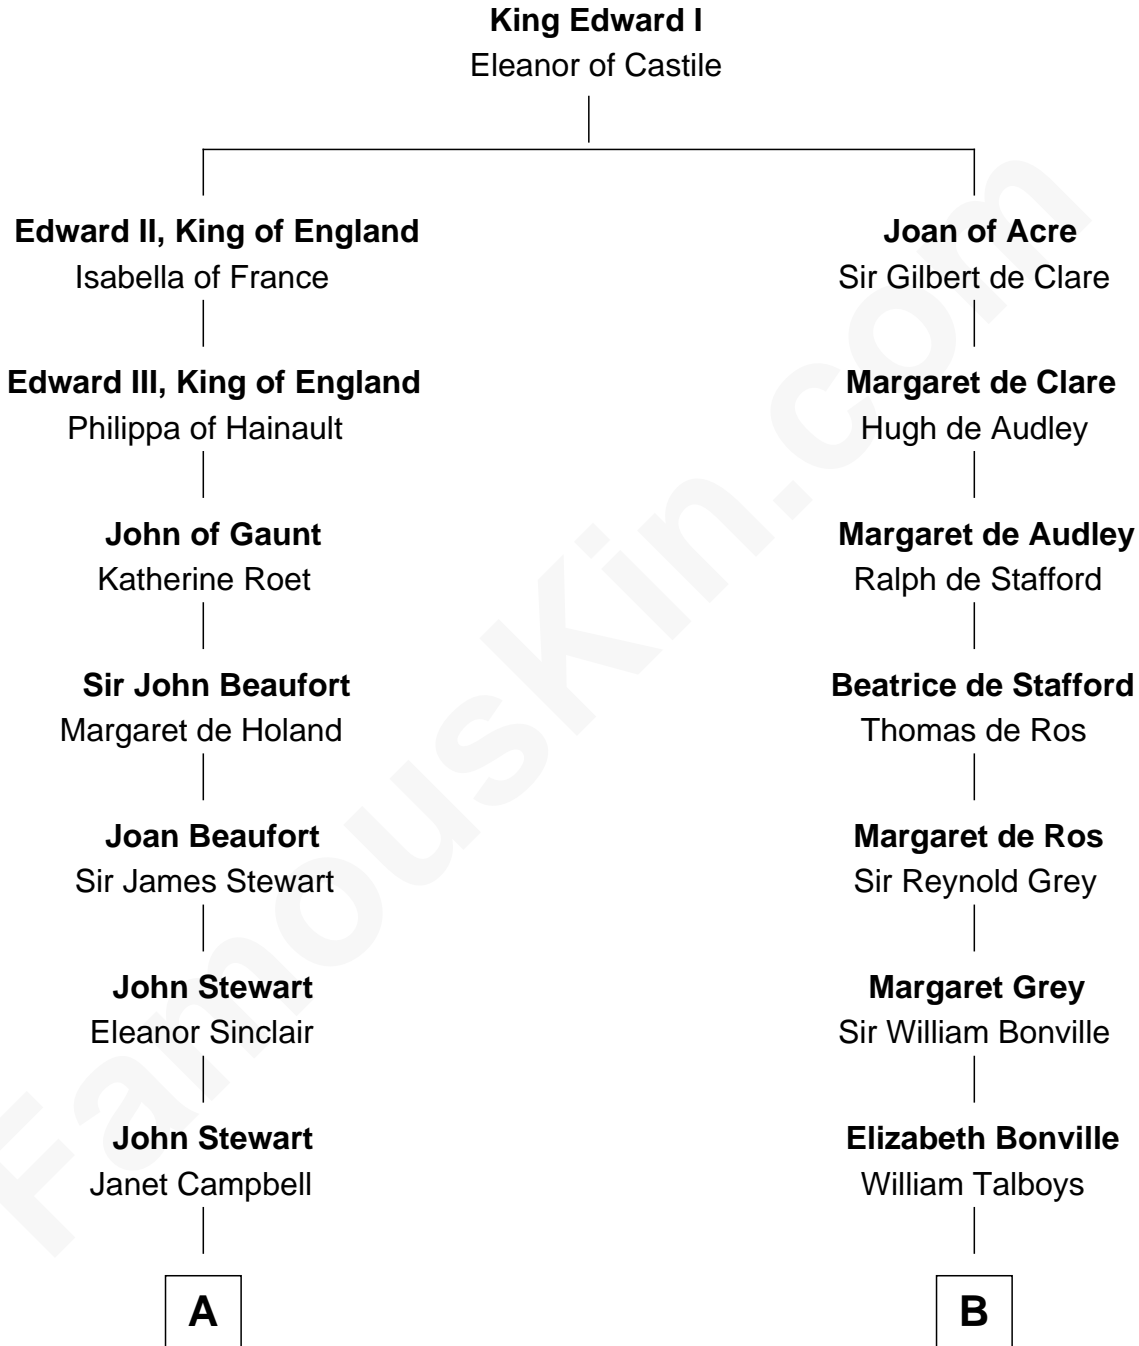 King Edward I
Eleanor of Castile
Edward II, King of England
Isabella of France
Joan of Acre
Sir Gilbert de Clare
Edward III, King of England
Philippa of Hainault
Margaret de Clare
Hugh de Audley
John of Gaunt
Katherine Roet
Margaret de Audley
Ralph de Stafford
Sir John Beaufort
Margaret de Holand
Beatrice de Stafford
Thomas de Ros
Joan Beaufort
Sir James Stewart
Margaret de Ros
Sir Reynold Grey
John Stewart
Eleanor Sinclair
Margaret Grey
Sir William Bonville
John Stewart
Janet Campbell
Elizabeth Bonville
William Talboys
A
B
FamousKin.com